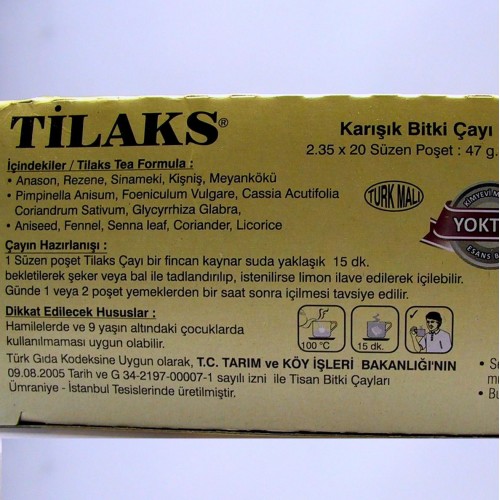 TİLAKS®
Karışık Bitki Çayı
2.35 x 20 Süzen Poşet : 47 g.
İçindekiler / Tilaks Tea Formula :
• Anason, Rezene, Sinameki, Kişniş, Meyankökü
• Pimpinella Anisum, Foeniculum Vulgare, Cassia Acutifolia
Coriandrum Sativum, Glycyrrhiza Glabra,
• Aniseed, Fennel, Senna leaf, Coriander, Licorice
TÜRK MALI
KİMYEVİ
YOKT
ESANS
Çayın Hazırlanışı :
1 Süzen poşet Tilaks Çayı bir fincan kaynar suda yaklaşık 15 dk.
bekletilerek şeker veya bal ile tadlandırılıp, istenilirse limon ilave edilerek içilebilir.
Günde 1 veya 2 poşet yemeklerden bir saat sonra içilmesi tavsiye edilir.
Dikkat Edilecek Hususlar :
Hamilelerde ve 9 yaşın altındaki çocuklarda
kullanılmaması uygun olabilir.
100 °C
15 dk.
Türk Gıda Kodeksine Uygun olarak, T.C. TARIM ve KÖY İŞLERİ BAKANLIĞI'NIN
09.08.2005 Tarih ve G 34-2197-00007-1 sayılı izni ile Tisan Bitki Çayları
Ümraniye - İstanbul Tesislerinde üretilmiştir.